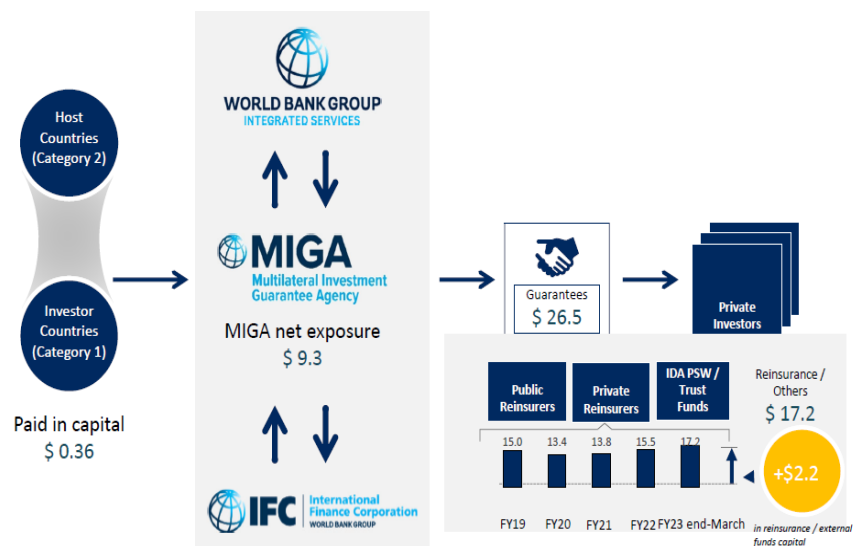 Host
Countries
(Category 2)
Investor
Countries
(Category 1)
Paid in capital
$ 0.36
WORLD BANK GROUP
INTEGRATED SERVICES
MIGA
Multilateral Investment
Guarantee Agency
MIGA net exposure
$ 9.3
IFC
International
Finance Corporation
WORLD BANK GROUP
Guarantees
$ 26.5
Private
Investors
Public
Reinsurers
Private
Reinsurers
IDA PSW /
Trust
Funds
Reinsurance /
Others
$ 17.2
15.0 13.4 13.8 15.5 17.2
+$2.2
FY19 FY20 FY21 FY22 FY23 end-March
in reinsurance / external
funds capital